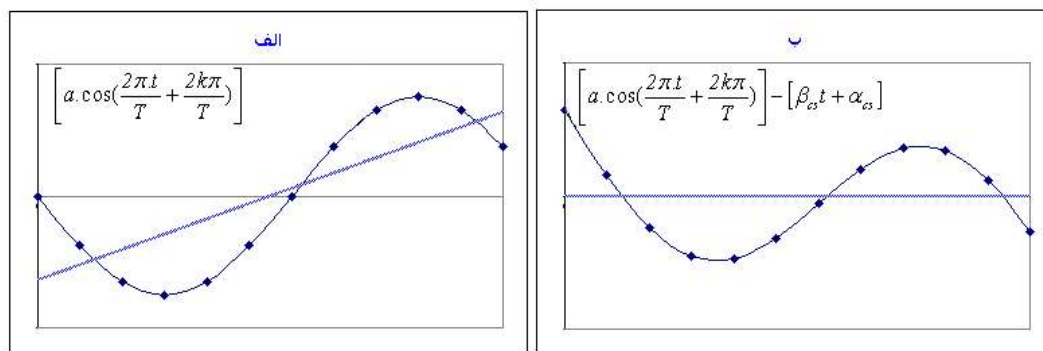 الف
[a.cos(2π.t/T + 2kπ/T)]
ب
[a.cos(2π.t/T + 2kπ/T)] − [β_cs t + α_cs]